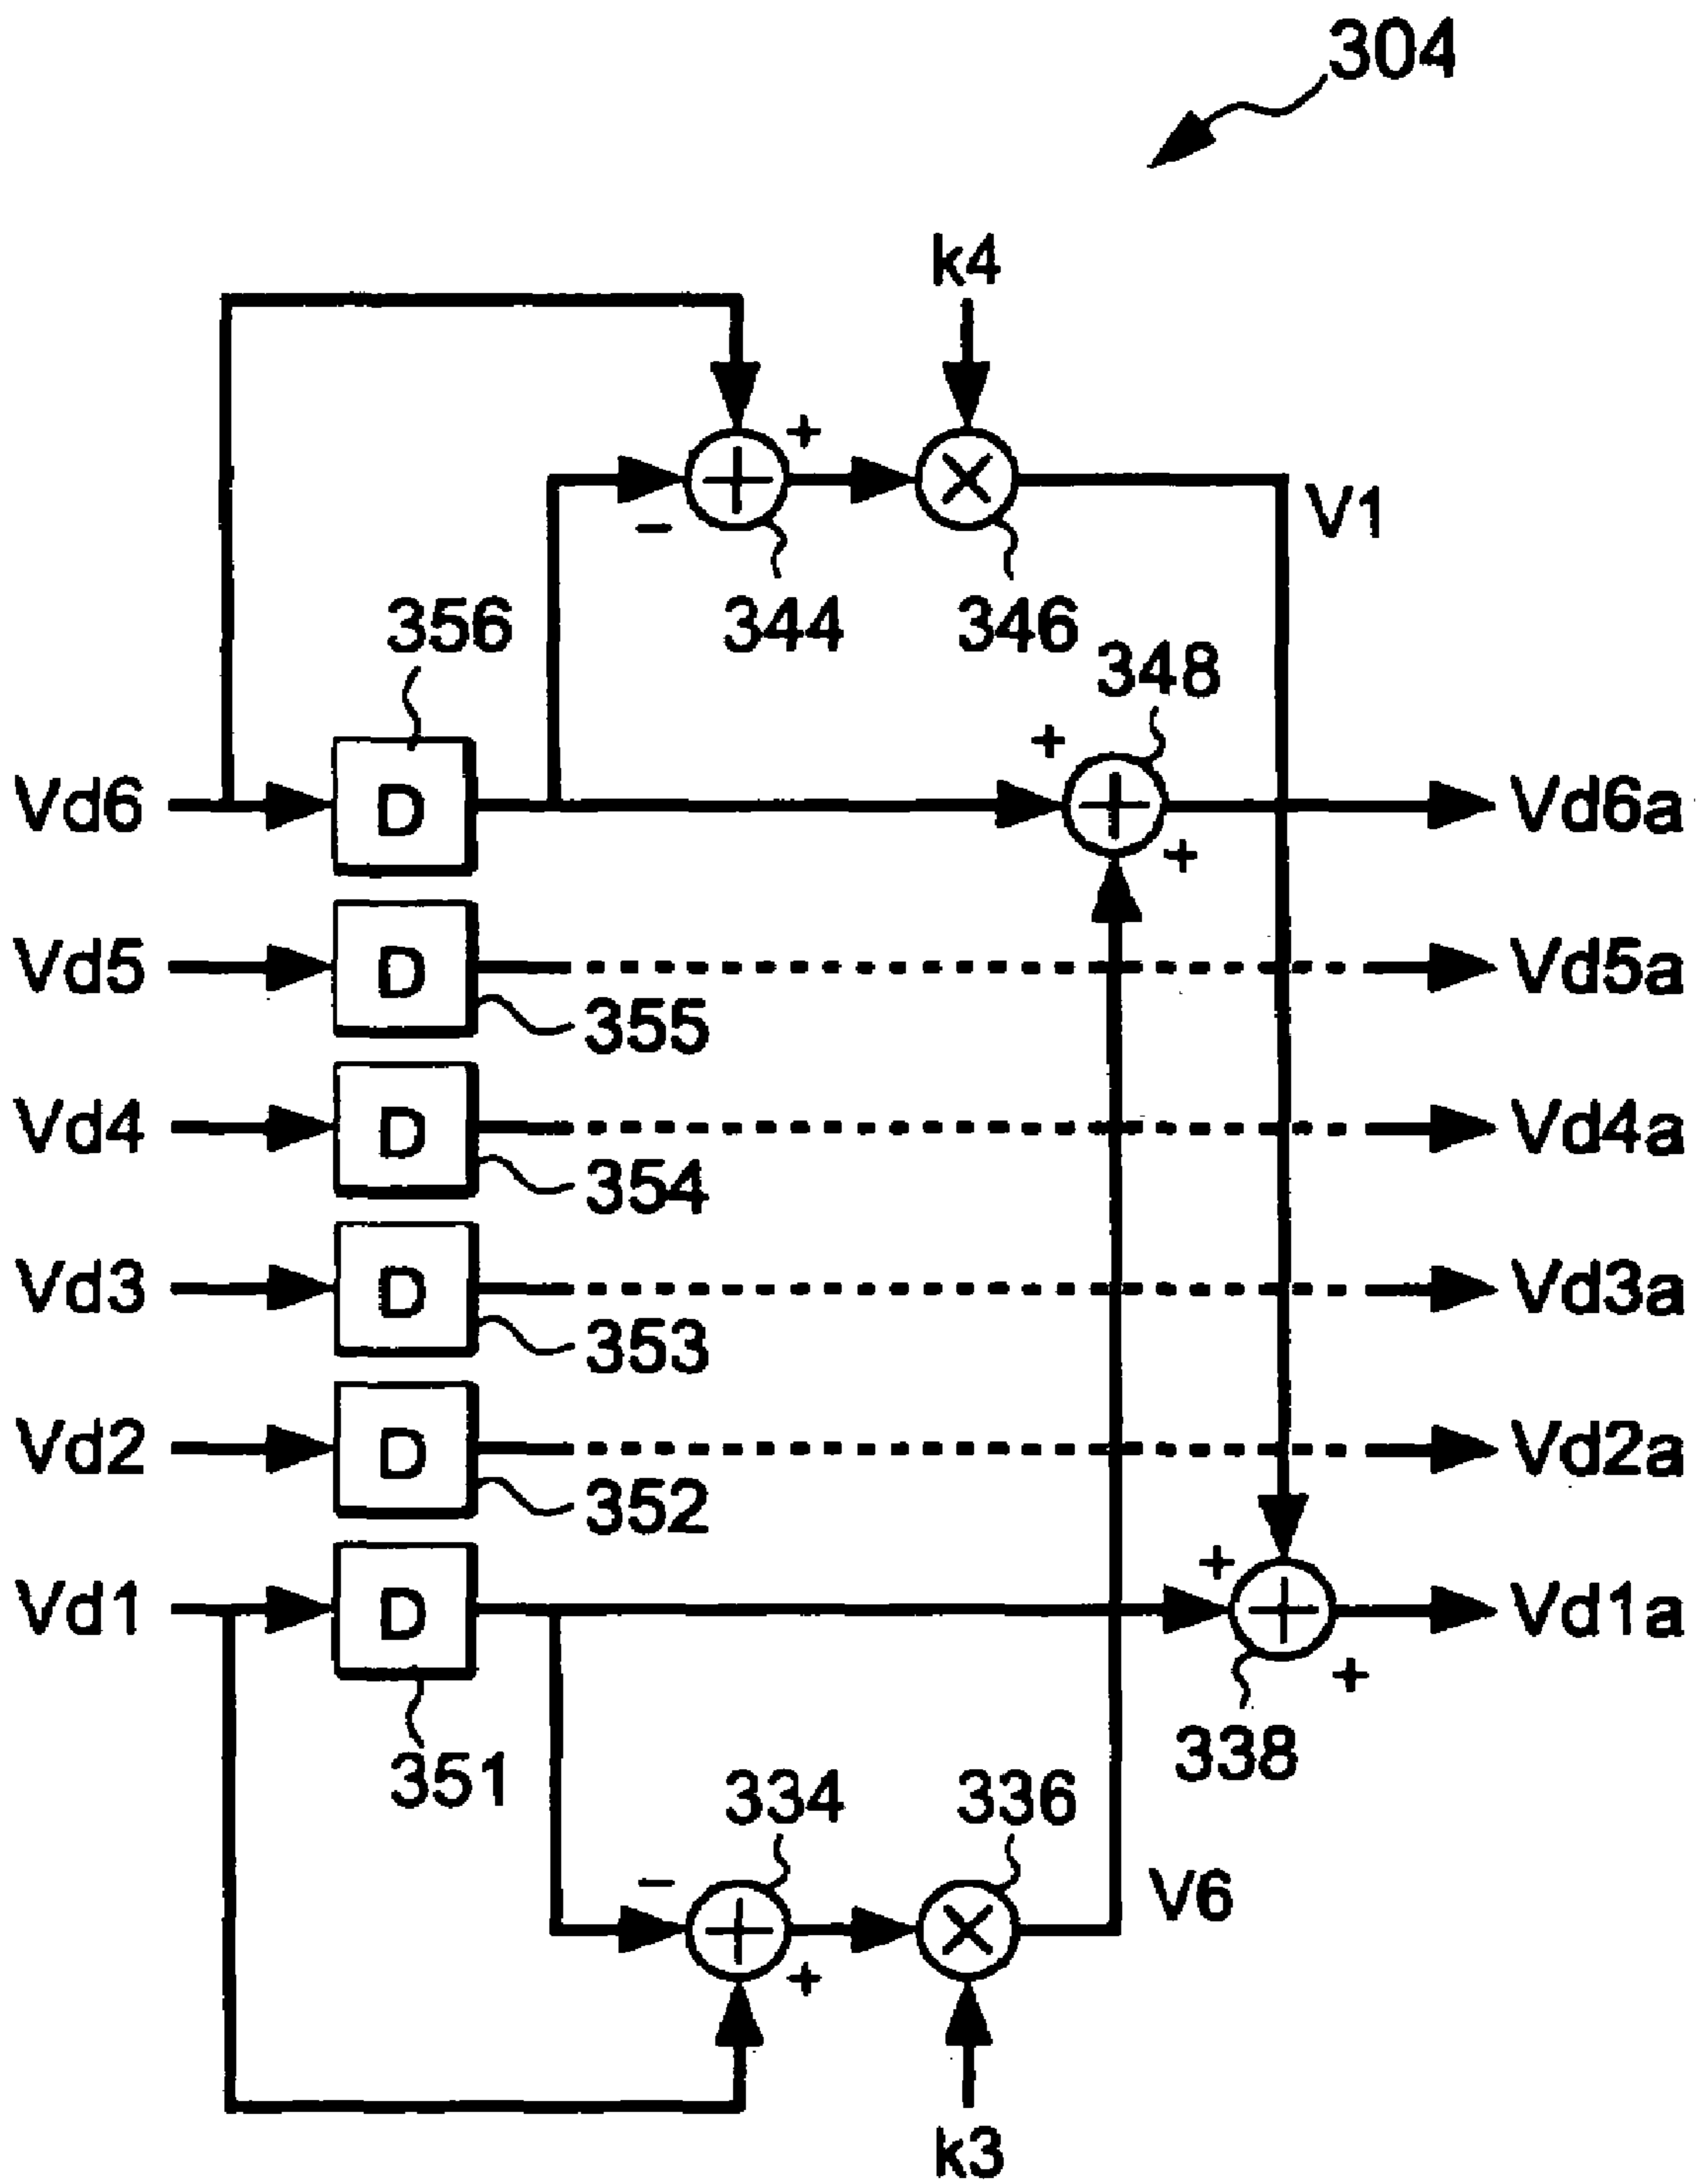 304
k4
+
V1
−
356
344
346
348
+
Vd6
D
Vd6a
+
Vd5
D
Vd5a
355
Vd4
D
Vd4a
354
Vd3
D
Vd3a
353
Vd2
D
Vd2a
352
+
Vd1
D
Vd1a
+
351
338
334
336
−
V6
+
k3